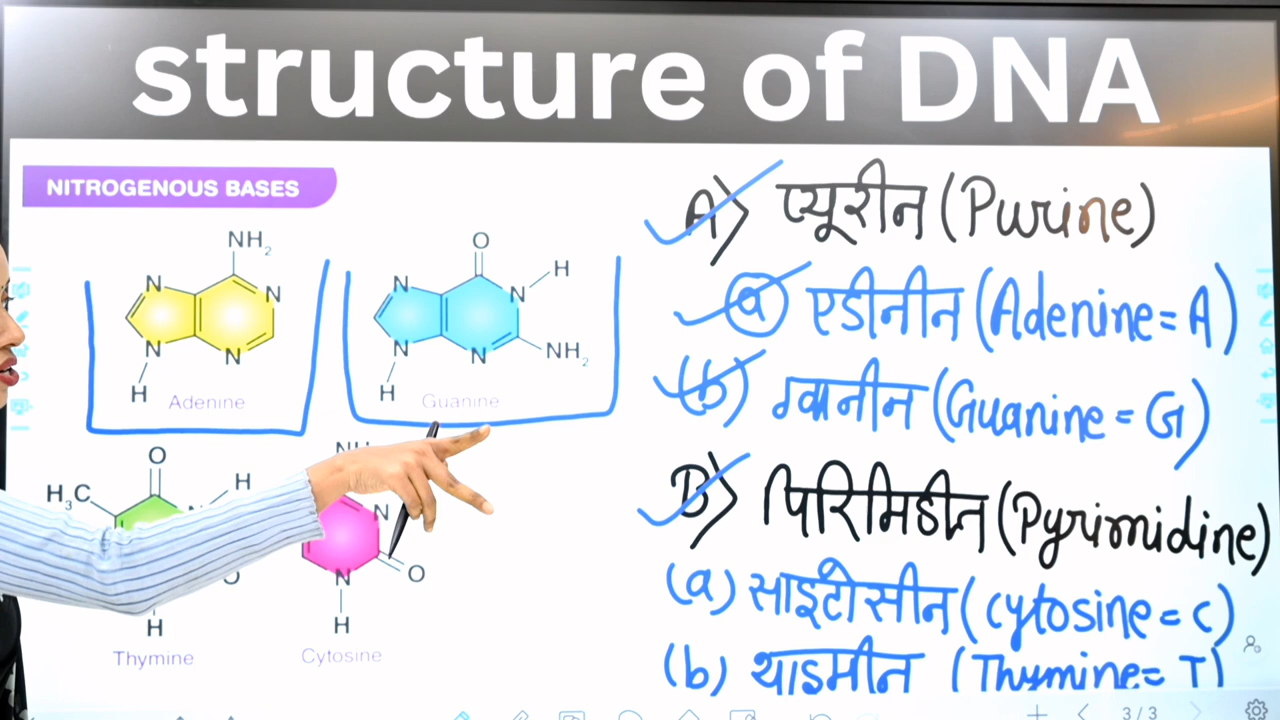 structure of DNA
NITROGENOUS BASES
NH₂
N
N
N
N
H
Adenine
O
H
N
N
N
N
NH₂
H
Guanine
O
H₃C
H
H
Thymine
N
N
O
H
Cytosine
A) प्यूरीन (Purine)
(a) एडीनीन (Adenine = A)
(b) ग्वानीन (Guanine = G)
B) पिरिमिडीन (Pyrimidine)
(a) साइटोसीन (Cytosine = C)
(b) थाइमीन (Thymine = T)
3/3